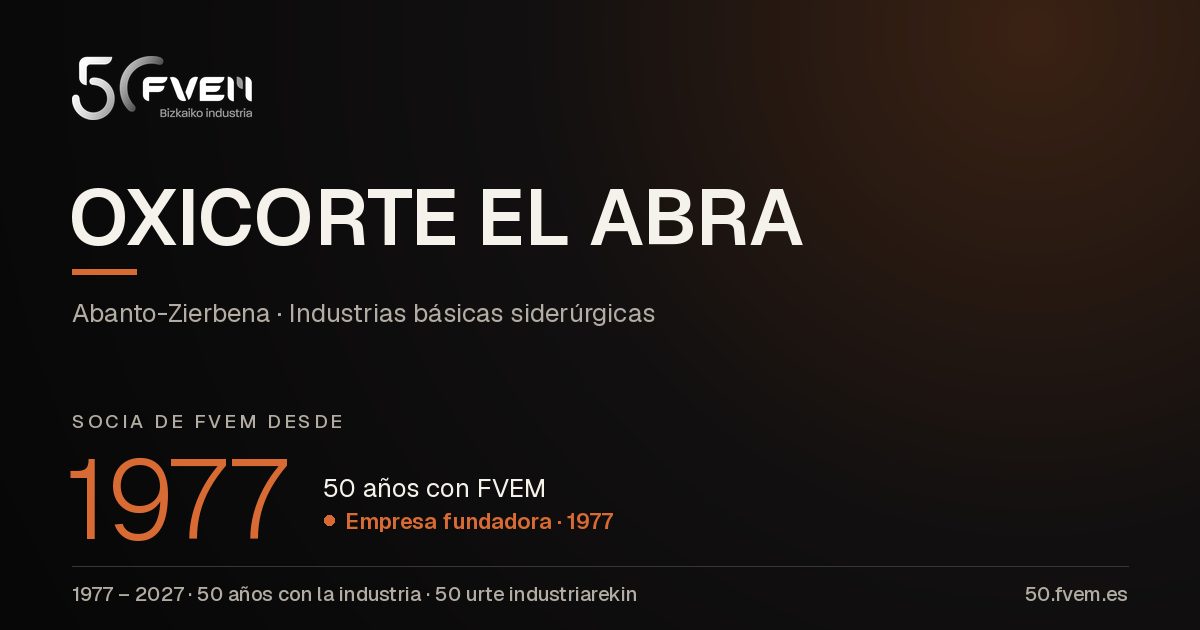 50 FVEM
Bizkaiko industria
OXICORTE EL ABRA
Abanto-Zierbena · Industrias básicas siderúrgicas
SOCIA DE FVEM DESDE
1977
50 años con FVEM
Empresa fundadora · 1977
1977 – 2027 · 50 años con la industria · 50 urte industriarekin
50.fvem.es